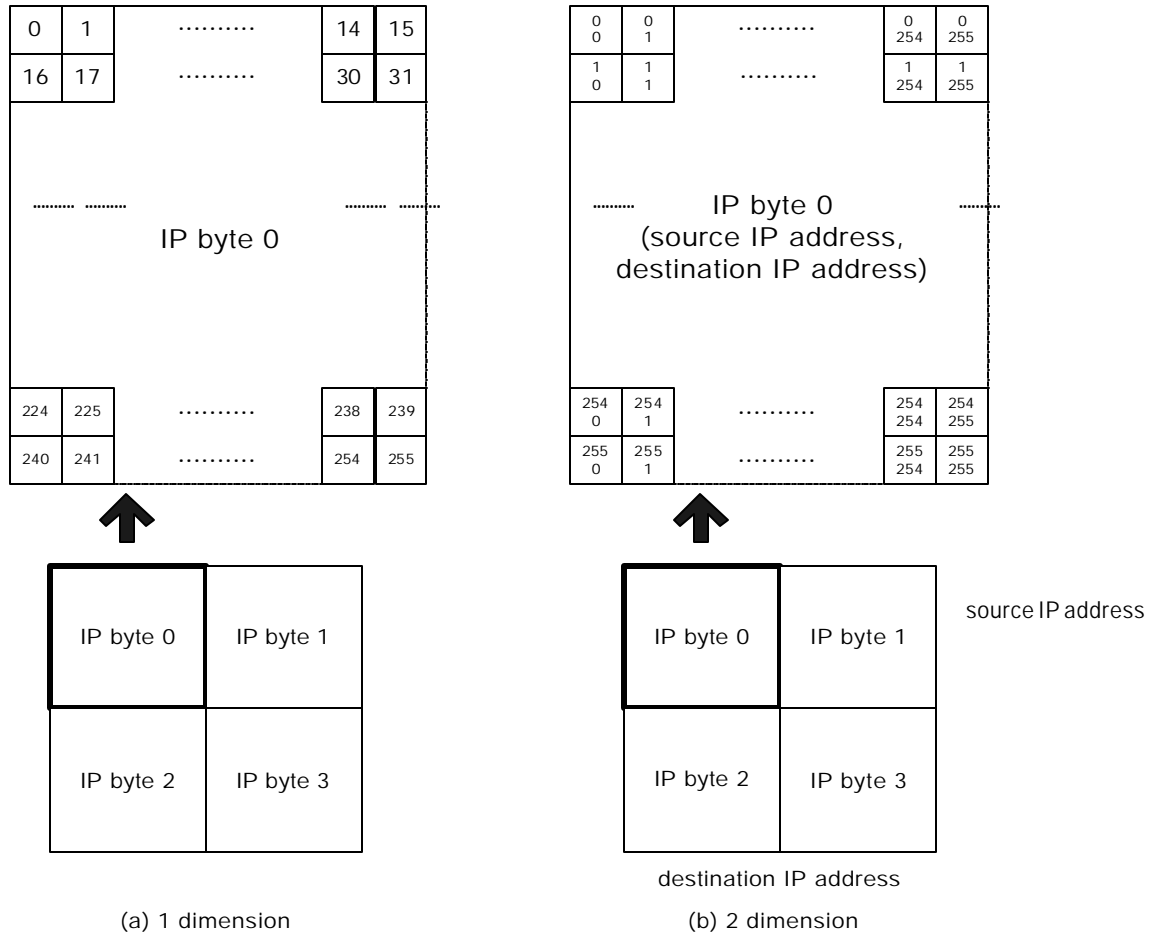 0 1 .......... 14 15
16 17 .......... 30 31
.......... ..........
.......... ..........
IP byte 0
224 225 .......... 238 239
240 241 .......... 254 255
IP byte 0 IP byte 1
IP byte 2 IP byte 3
(a) 1 dimension
0 0 .......... 0 0
0 1 254 255
1 1 .......... 1 1
0 1 254 255
.......... ..........
IP byte 0
(source IP address,
destination IP address)
254 254 .......... 254 254
0 1 254 255
255 255 .......... 255 255
0 1 254 255
IP byte 0 IP byte 1
source IP address
IP byte 2 IP byte 3
destination IP address
(b) 2 dimension